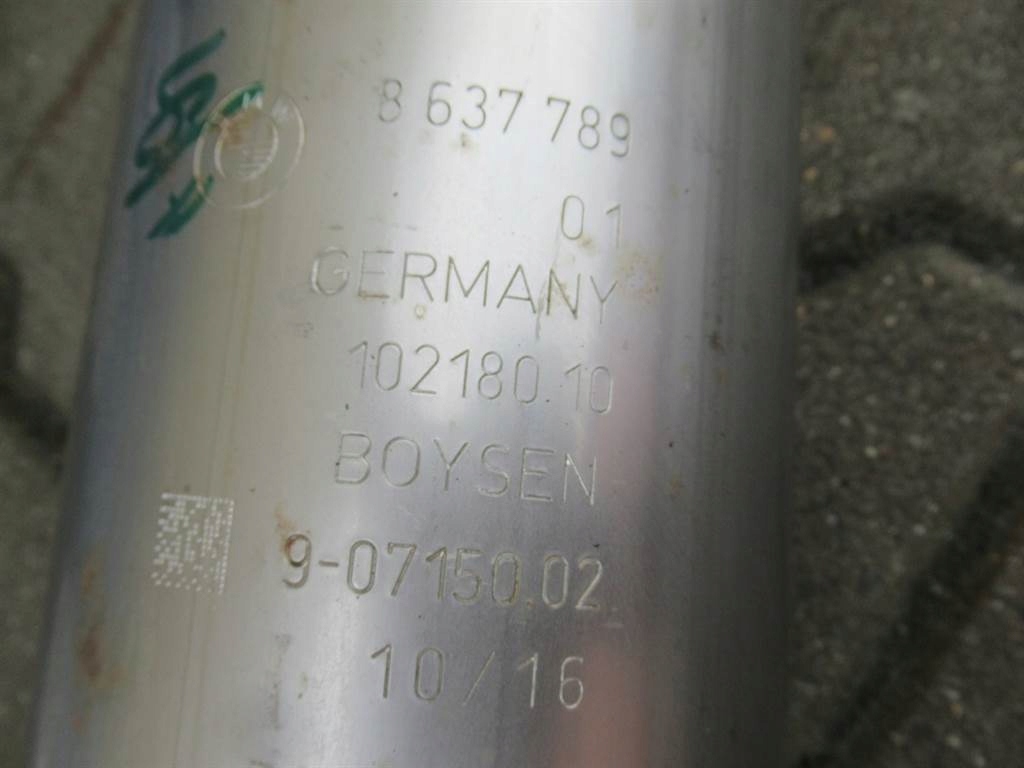 8 637 789
01
GERMANY
102180.10
BOYSEN
9-07150.02
10/16